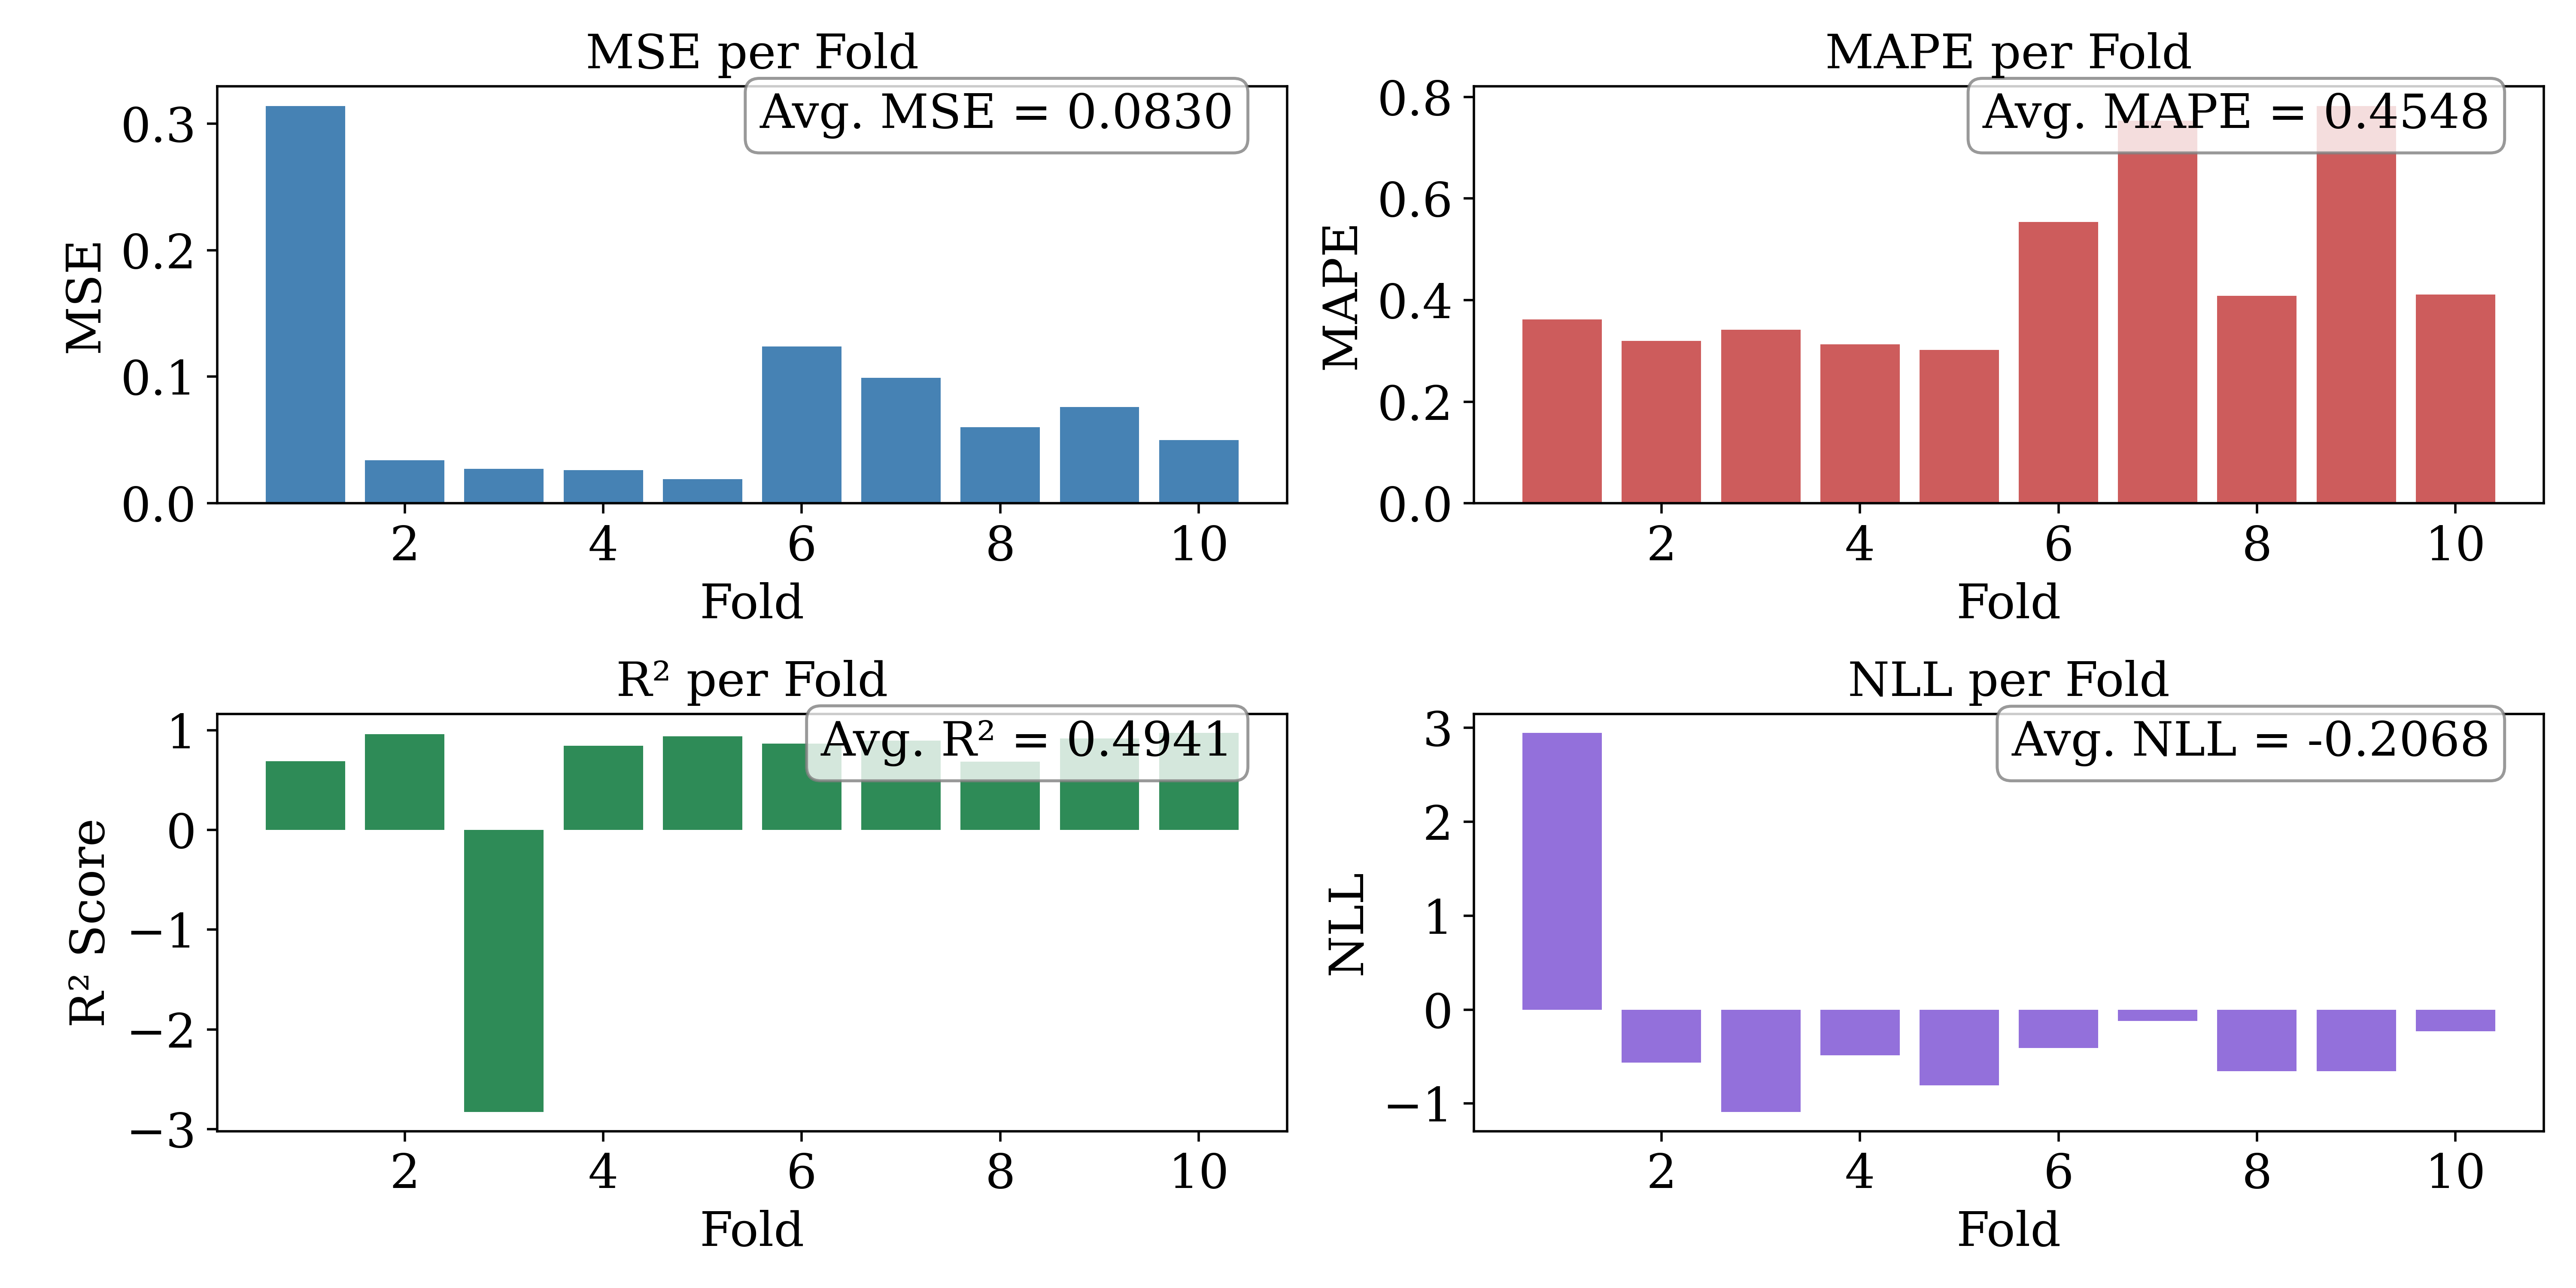 MSE per Fold
Avg. MSE = 0.0830
MSE
0.3
0.2
0.1
0.0
2 4 6 8 10
Fold
MAPE per Fold
Avg. MAPE = 0.4548
MAPE
0.8
0.6
0.4
0.2
0.0
2 4 6 8 10
Fold
R² per Fold
Avg. R² = 0.4941
R² Score
1
0
−1
−2
−3
2 4 6 8 10
Fold
NLL per Fold
Avg. NLL = -0.2068
NLL
3
2
1
0
−1
2 4 6 8 10
Fold